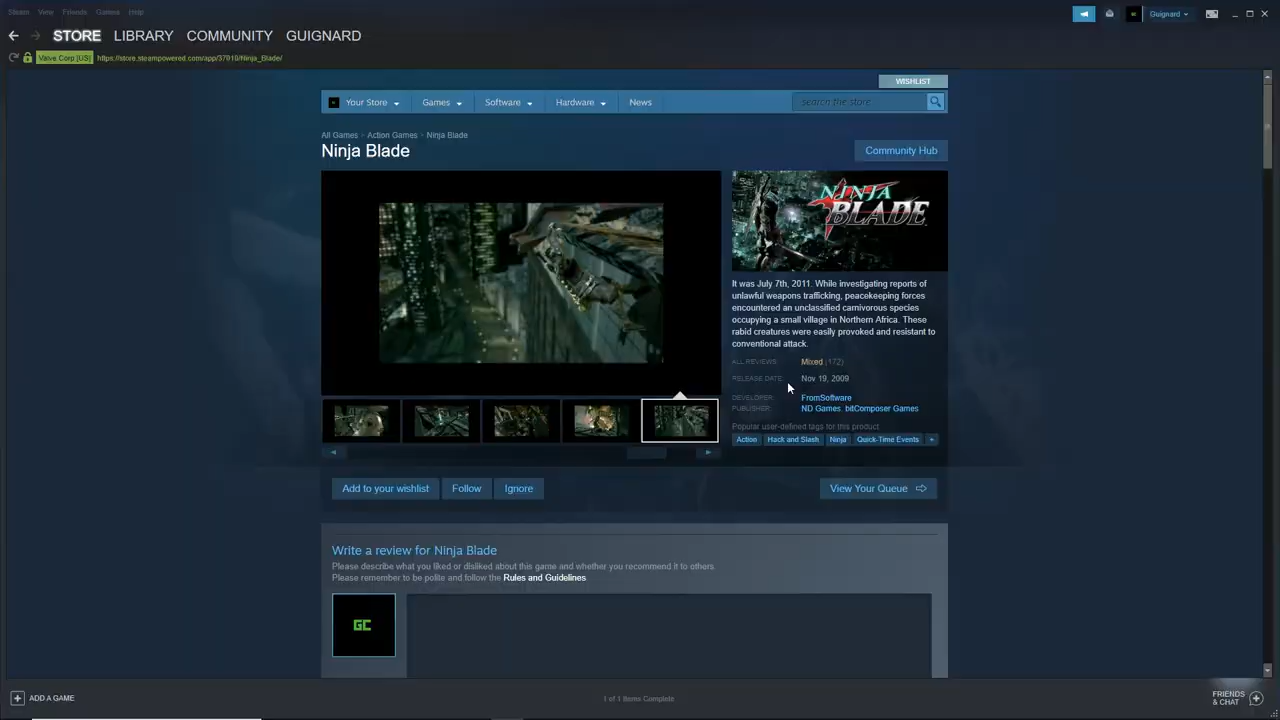 Steam View Friends Games Help
Guignard
STORE LIBRARY COMMUNITY GUIGNARD
Valve Corp [US] https://store.steampowered.com/app/37910/Ninja_Blade/
WISHLIST
Your Store Games Software Hardware News search the store
All Games > Action Games > Ninja Blade
Ninja Blade
Community Hub
NINJA
BLADE
It was July 7th, 2011. While investigating reports of
unlawful weapons trafficking, peacekeeping forces
encountered an unclassified carnivorous species
occupying a small village in Northern Africa. These
rabid creatures were easily provoked and resistant to
conventional attack.
ALL REVIEWS: Mixed (172)
RELEASE DATE: Nov 19, 2009
DEVELOPER: FromSoftware
PUBLISHER: ND Games, bitComposer Games
Popular user-defined tags for this product
Action Hack and Slash Ninja Quick-Time Events +
Add to your wishlist Follow Ignore View Your Queue
Write a review for Ninja Blade
Please describe what you liked or disliked about this game and whether you recommend it to others.
Please remember to be polite and follow the Rules and Guidelines.
GC
ADD A GAME
1 of 1 Items Complete
FRIENDS
& CHAT